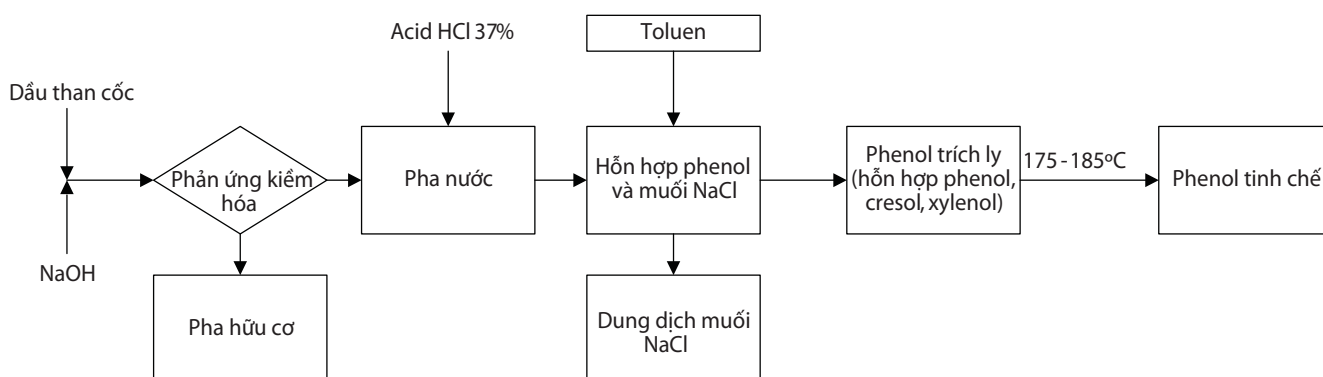 Acid HCl 37%
Toluen
Dầu than cốc
Phản ứng kiềm
hóa
Pha nước
Hỗn hợp phenol
và muối NaCl
Phenol trích ly
(hỗn hợp phenol,
cresol, xylenol)
175 - 185ºC
Phenol tinh chế
NaOH
Pha hữu cơ
Dung dịch muối
NaCl